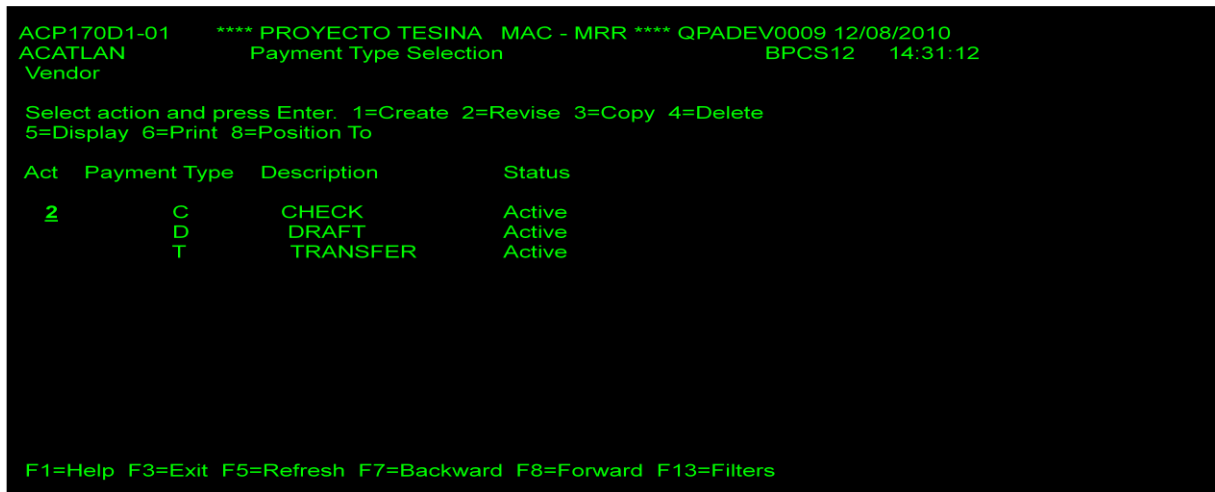 ACP170D1-01 **** PROYECTO TESINA MAC - MRR **** QPADEV0009 12/08/2010
ACATLAN Payment Type Selection BPCS12 14:31:12
Vendor
Select action and press Enter. 1=Create 2=Revise 3=Copy 4=Delete
5=Display 6=Print 8=Position To
Act Payment Type Description Status
2 C CHECK Active
D DRAFT Active
T TRANSFER Active
F1=Help F3=Exit F5=Refresh F7=Backward F8=Forward F13=Filters